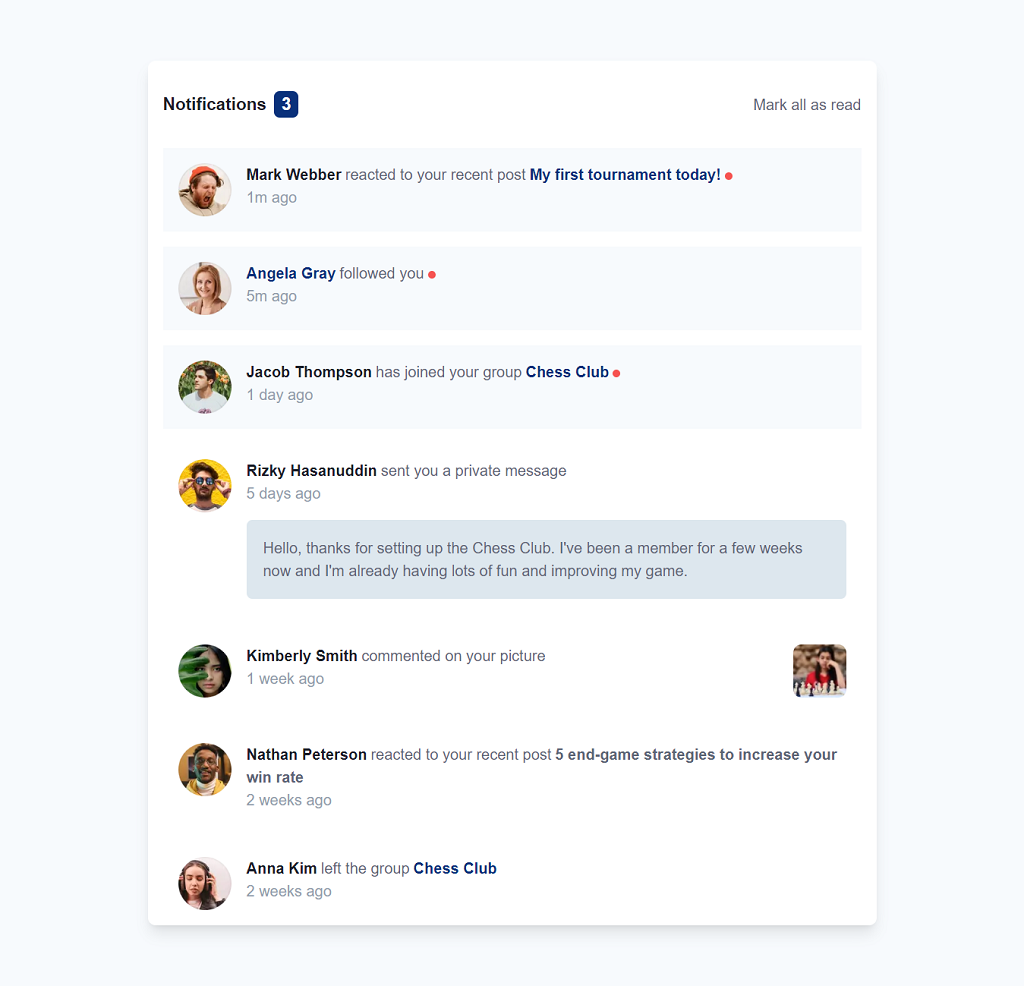 Notifications 3
Mark all as read
Mark Webber reacted to your recent post My first tournament today!
1m ago
Angela Gray followed you
5m ago
Jacob Thompson has joined your group Chess Club
1 day ago
Rizky Hasanuddin sent you a private message
5 days ago
Hello, thanks for setting up the Chess Club. I've been a member for a few weeks
now and I'm already having lots of fun and improving my game.
Kimberly Smith commented on your picture
1 week ago
Nathan Peterson reacted to your recent post 5 end-game strategies to increase your
win rate
2 weeks ago
Anna Kim left the group Chess Club
2 weeks ago